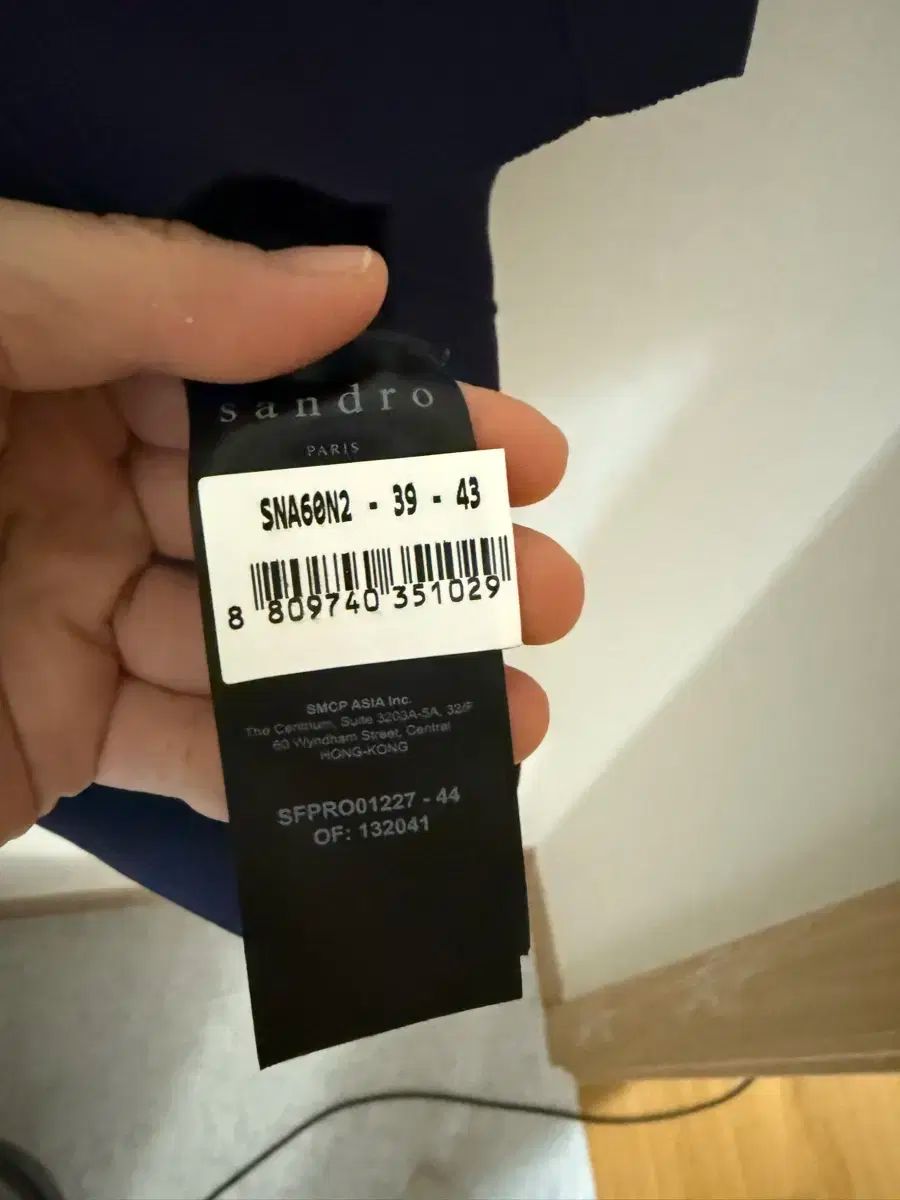 sandro
PARIS
SNA60N2 - 39 - 43
8 809740 351029
SMCP ASIA Inc.
The Centrium, Suite 3203A-5A, 32/F
60 Wyndham Street, Central
HONG-KONG
SFPRO01227 - 44
OF: 132041